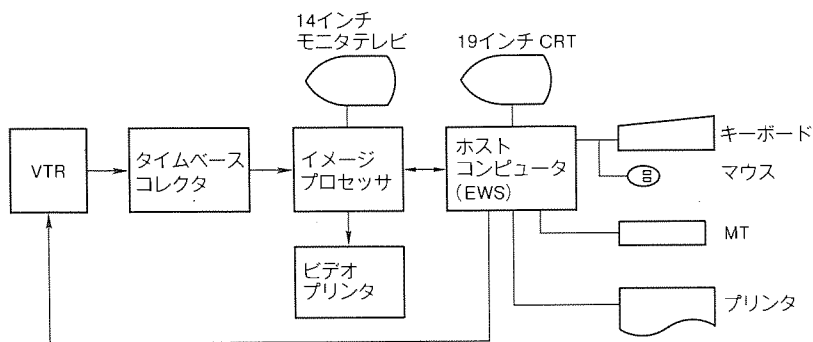 14インチ
モニタテレビ
19インチ CRT
VTR
タイムベース
コレクタ
イメージ
プロセッサ
ホスト
コンピュータ
(EWS)
キーボード
マウス
MT
ビデオ
プリンタ
プリンタ